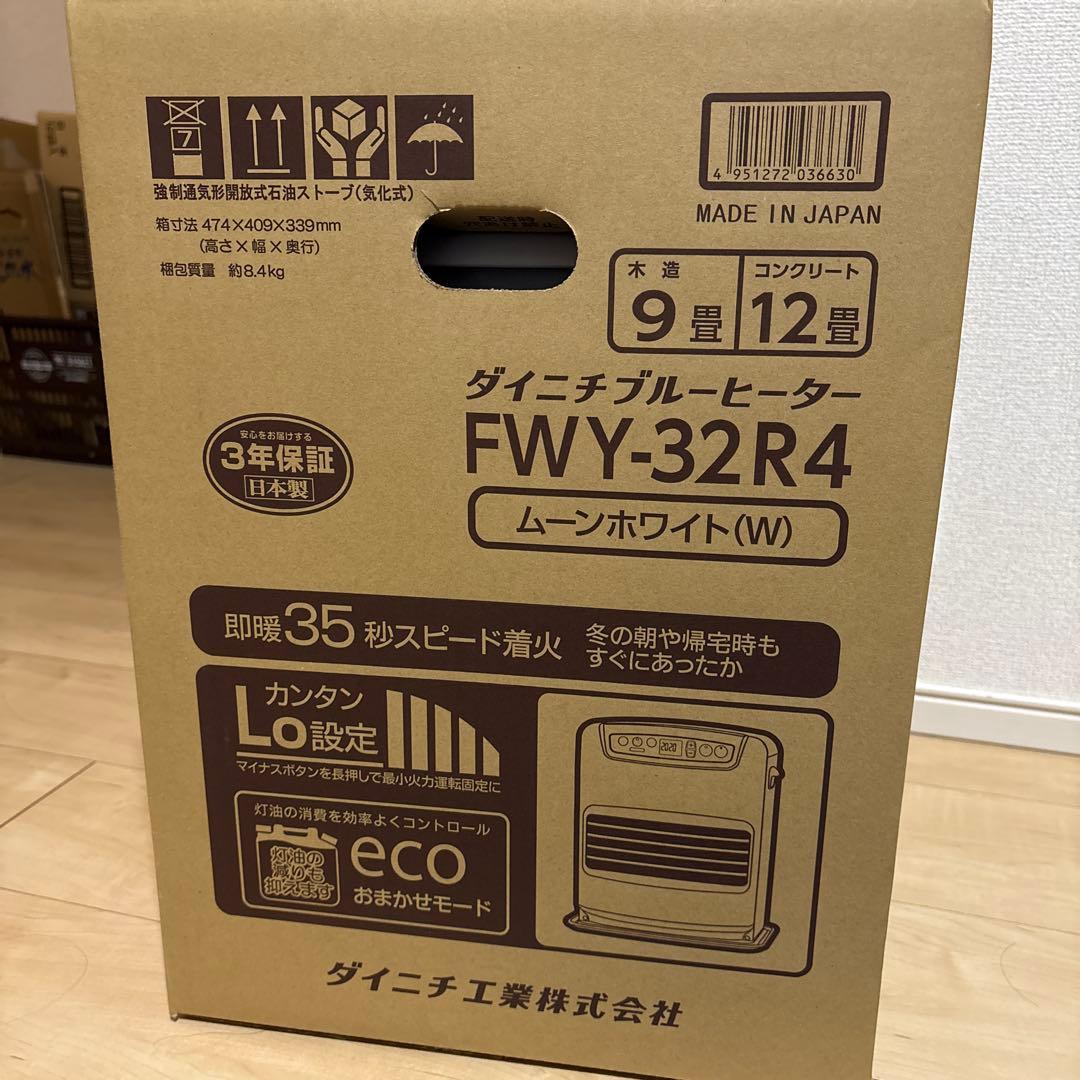 7
強制通気形開放式石油ストーブ(気化式)
箱寸法 474×409×339mm
(高さ×幅×奥行)
梱包質量 約8.4kg
4 951272 036630
MADE IN JAPAN
木造
9畳
コンクリート
12畳
ダイニチブルーヒーター
FWY-32R4
ムーンホワイト(W)
安心をお届けする
3年保証
日本製
即暖35秒スピード着火
冬の朝や帰宅時も
すぐにあったか
カンタン
Lo設定
マイナスボタンを長押しで最小火力運転固定に
灯油の消費を効率よくコントロール
灯油の
減りも
抑えます
eco
おまかせモード
2020
ダイニチ工業株式会社